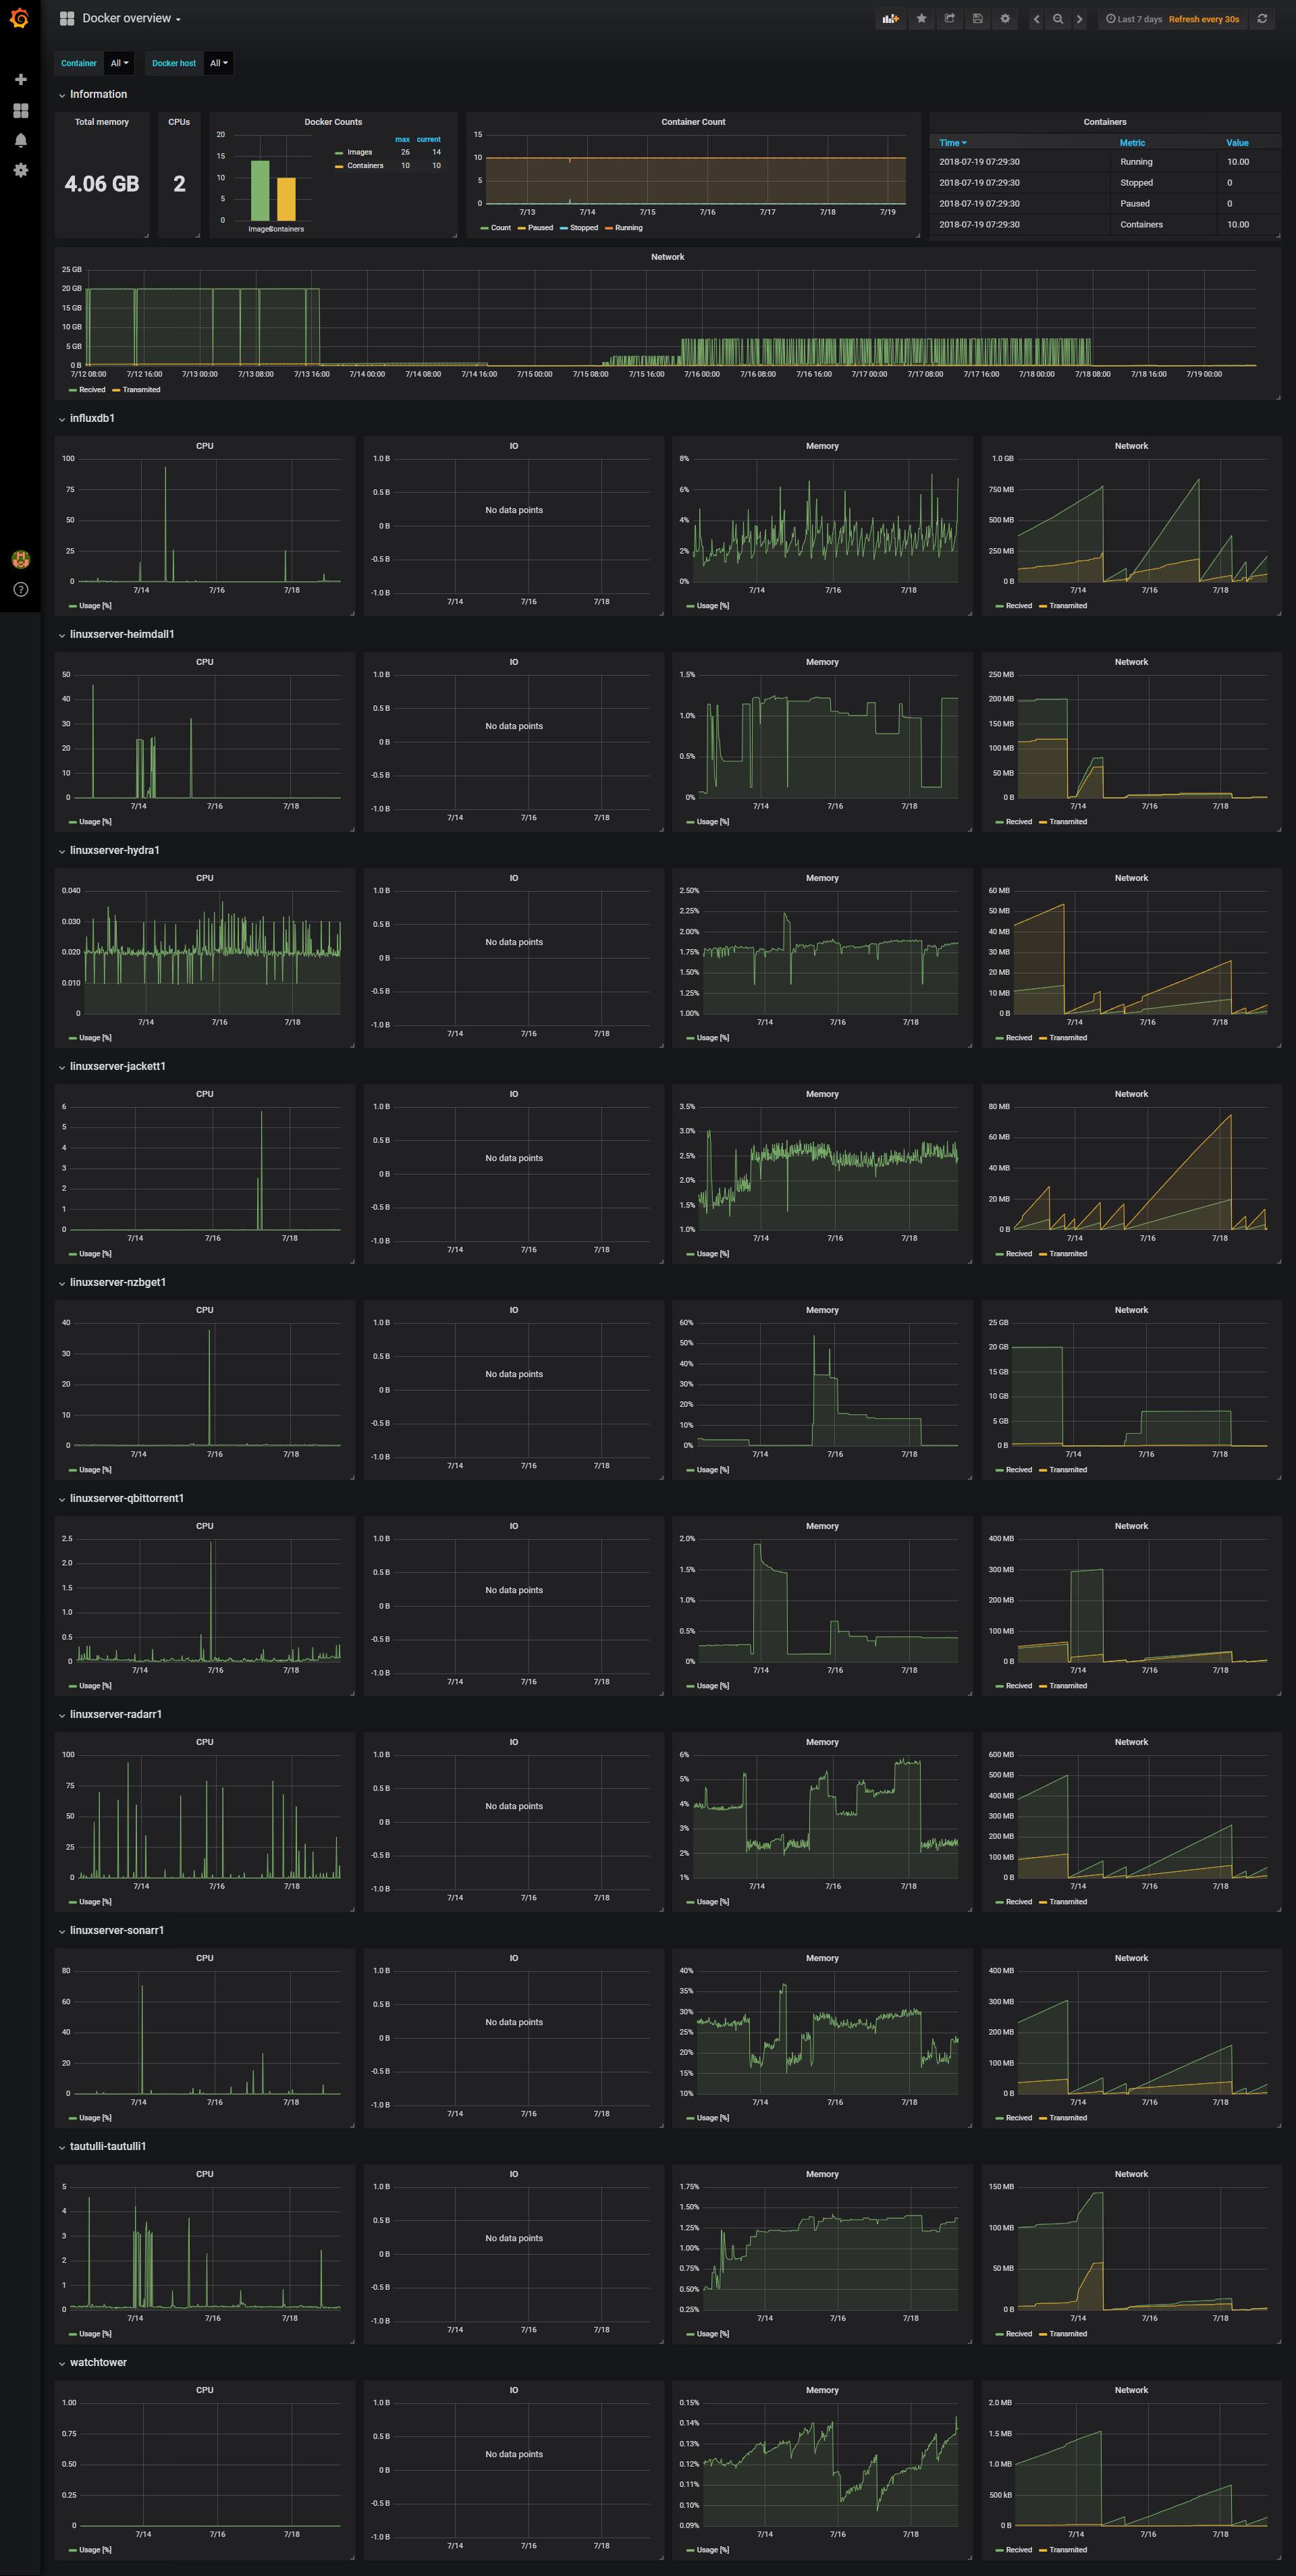 Docker overview
Last 7 days Refresh every 30s
Container All Docker host All
Information
Total memory
4.06 GB
CPUs
2
Docker Counts
20
15
10
5
0
Images Containers
max current
Images 26 14
Containers 10 10
Container Count
15
10
5
0
7/13 7/14 7/15 7/16 7/17 7/18 7/19
Count Paused Stopped Running
Containers
Time Metric Value
2018-07-19 07:29:30 Running 10.00
2018-07-19 07:29:30 Stopped 0
2018-07-19 07:29:30 Paused 0
2018-07-19 07:29:30 Containers 10.00
Network
25 GB
20 GB
15 GB
10 GB
5 GB
0 B
7/12 08:00 7/12 16:00 7/13 00:00 7/13 08:00 7/13 16:00 7/14 00:00 7/14 08:00 7/14 16:00 7/15 00:00 7/15 08:00 7/15 16:00 7/16 00:00 7/16 08:00 7/16 16:00 7/17 00:00 7/17 08:00 7/17 16:00 7/18 00:00 7/18 08:00 7/18 16:00 7/19 00:00
Recived Transmited
influxdb1
CPU
100
75
50
25
0
7/14 7/16 7/18
Usage [%]
IO
1.0 B
0.5 B
0 B
-0.5 B
-1.0 B
No data points
7/14 7/16 7/18
Memory
8%
6%
4%
2%
0%
7/14 7/16 7/18
Usage [%]
Network
1.0 GB
750 MB
500 MB
250 MB
0 B
7/14 7/16 7/18
Recived Transmited
linuxserver-heimdall1
CPU
50
40
30
20
10
0
7/14 7/16 7/18
Usage [%]
IO
1.0 B
0.5 B
0 B
-0.5 B
-1.0 B
No data points
7/14 7/16 7/18
Memory
1.5%
1.0%
0.5%
0%
7/14 7/16 7/18
Usage [%]
Network
250 MB
200 MB
150 MB
100 MB
50 MB
0 B
7/14 7/16 7/18
Recived Transmited
linuxserver-hydra1
CPU
0.040
0.030
0.020
0.010
0
7/14 7/16 7/18
Usage [%]
IO
1.0 B
0.5 B
0 B
-0.5 B
-1.0 B
No data points
7/14 7/16 7/18
Memory
2.50%
2.25%
2.00%
1.75%
1.50%
1.25%
1.00%
7/14 7/16 7/18
Usage [%]
Network
60 MB
50 MB
40 MB
30 MB
20 MB
10 MB
0 B
7/14 7/16 7/18
Recived Transmited
linuxserver-jackett1
CPU
6
5
4
3
2
1
0
7/14 7/16 7/18
Usage [%]
IO
1.0 B
0.5 B
0 B
-0.5 B
-1.0 B
No data points
7/14 7/16 7/18
Memory
3.5%
3.0%
2.5%
2.0%
1.5%
1.0%
7/14 7/16 7/18
Usage [%]
Network
80 MB
60 MB
40 MB
20 MB
0 B
7/14 7/16 7/18
Recived Transmited
linuxserver-nzbget1
CPU
40
30
20
10
0
7/14 7/16 7/18
Usage [%]
IO
1.0 B
0.5 B
0 B
-0.5 B
-1.0 B
No data points
7/14 7/16 7/18
Memory
60%
50%
40%
30%
20%
10%
0%
7/14 7/16 7/18
Usage [%]
Network
25 GB
20 GB
15 GB
10 GB
5 GB
0 B
7/14 7/16 7/18
Recived Transmited
linuxserver-qbittorrent1
CPU
2.5
2.0
1.5
1.0
0.5
0
7/14 7/16 7/18
Usage [%]
IO
1.0 B
0.5 B
0 B
-0.5 B
-1.0 B
No data points
7/14 7/16 7/18
Memory
2.0%
1.5%
1.0%
0.5%
0%
7/14 7/16 7/18
Usage [%]
Network
400 MB
300 MB
200 MB
100 MB
0 B
7/14 7/16 7/18
Recived Transmited
linuxserver-radarr1
CPU
100
75
50
25
0
7/14 7/16 7/18
Usage [%]
IO
1.0 B
0.5 B
0 B
-0.5 B
-1.0 B
No data points
7/14 7/16 7/18
Memory
6%
5%
4%
3%
2%
1%
7/14 7/16 7/18
Usage [%]
Network
600 MB
500 MB
400 MB
300 MB
200 MB
100 MB
0 B
7/14 7/16 7/18
Recived Transmited
linuxserver-sonarr1
CPU
80
60
40
20
0
7/14 7/16 7/18
Usage [%]
IO
1.0 B
0.5 B
0 B
-0.5 B
-1.0 B
No data points
7/14 7/16 7/18
Memory
40%
35%
30%
25%
20%
15%
10%
7/14 7/16 7/18
Usage [%]
Network
400 MB
300 MB
200 MB
100 MB
0 B
7/14 7/16 7/18
Recived Transmited
tautulli-tautulli1
CPU
5
4
3
2
1
0
7/14 7/16 7/18
Usage [%]
IO
1.0 B
0.5 B
0 B
-0.5 B
-1.0 B
No data points
7/14 7/16 7/18
Memory
1.75%
1.50%
1.25%
1.00%
0.75%
0.50%
0.25%
7/14 7/16 7/18
Usage [%]
Network
150 MB
100 MB
50 MB
0 B
7/14 7/16 7/18
Recived Transmited
watchtower
CPU
1.00
0.75
0.50
0.25
0
7/14 7/16 7/18
Usage [%]
IO
1.0 B
0.5 B
0 B
-0.5 B
-1.0 B
No data points
7/14 7/16 7/18
Memory
0.15%
0.14%
0.13%
0.12%
0.11%
0.10%
0.09%
7/14 7/16 7/18
Usage [%]
Network
2.0 MB
1.5 MB
1.0 MB
500 kB
0 B
7/14 7/16 7/18
Recived Transmited